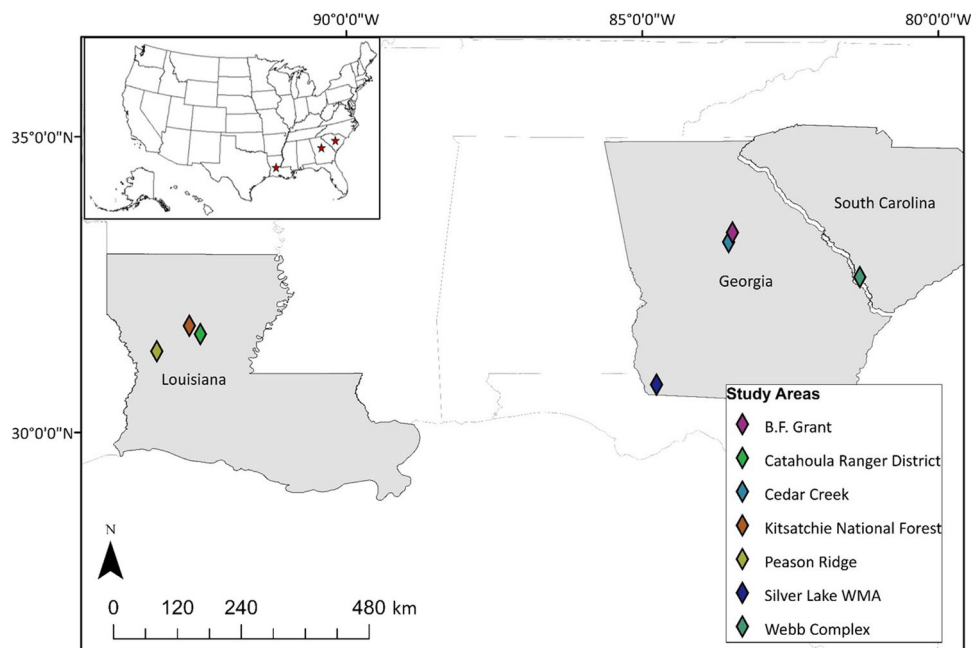 90°0'0"W
85°0'0"W
80°0'0"W
35°0'0"N
South Carolina
Georgia
Louisiana
30°0'0"N
Study Areas
B.F. Grant
Catahoula Ranger District
Cedar Creek
Kitsatchie National Forest
Peason Ridge
Silver Lake WMA
Webb Complex
N
0 120 240 480 km